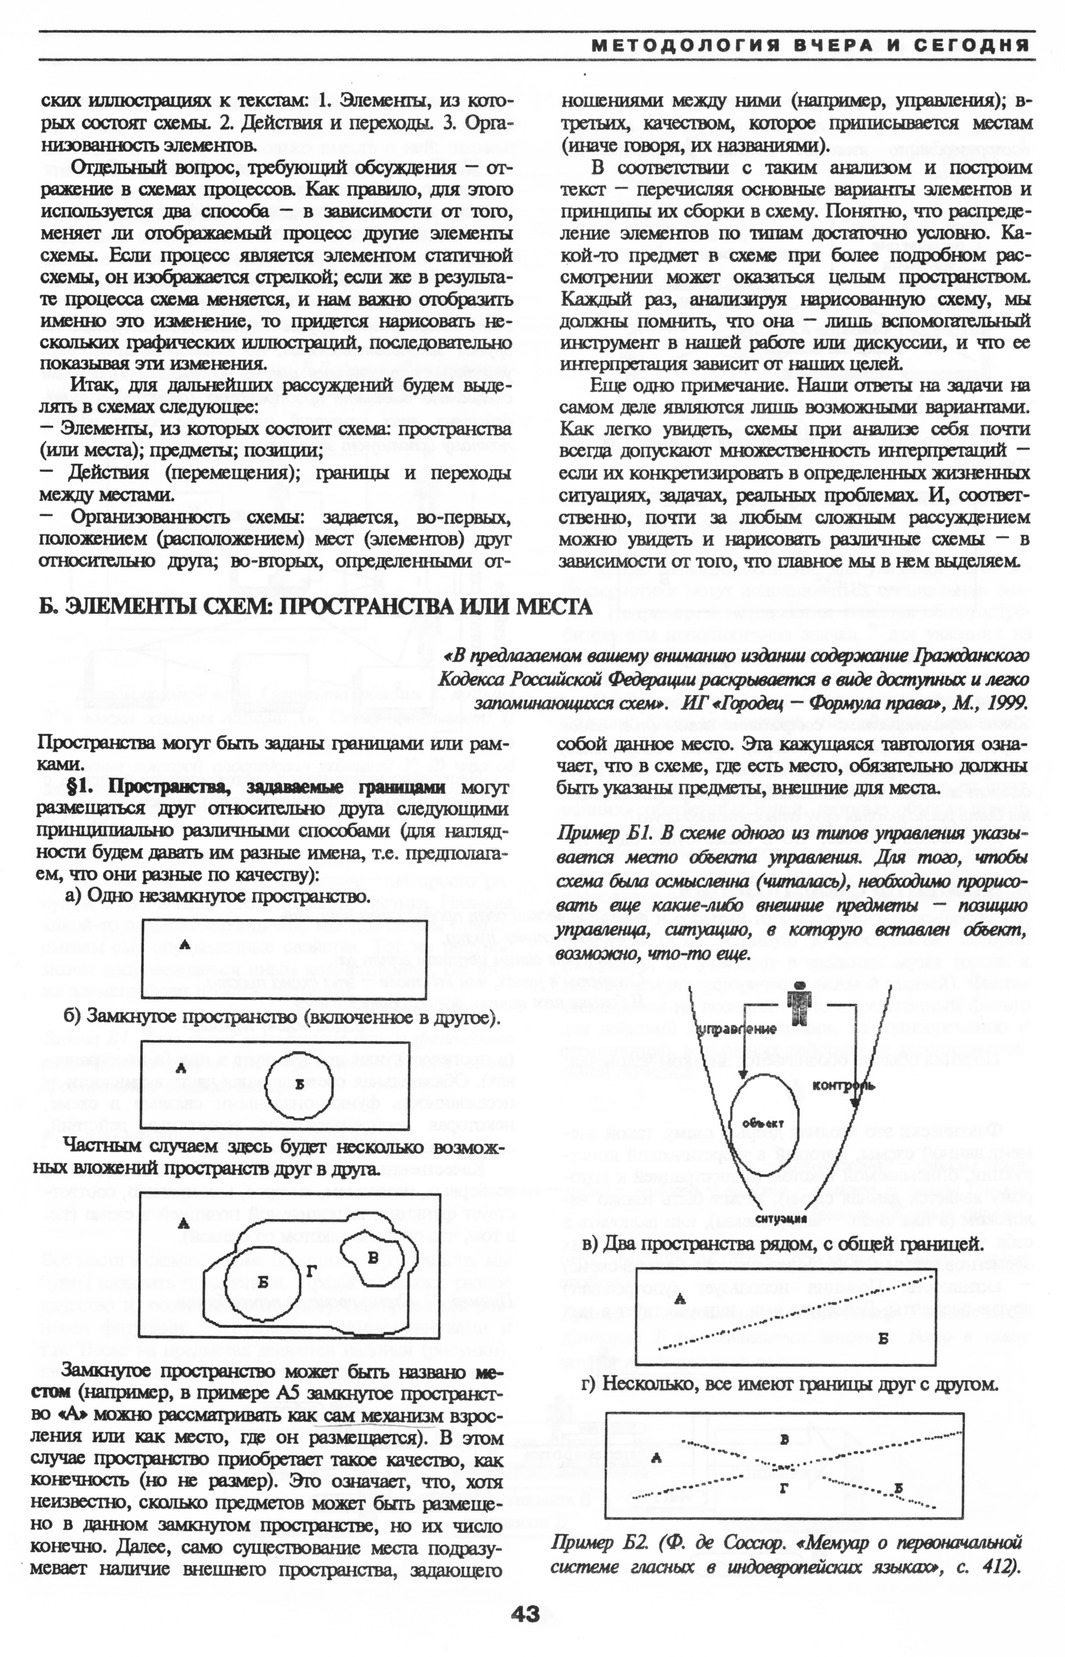 МЕТОДОЛОГИЯ ВЧЕРА И СЕГОДНЯ
ских иллюстрациях к текстам: 1. Элементы, из кото-
рых состоят схемы. 2. Действия и переходы. 3. Орга-
низованность элементов.
Отдельный вопрос, требующий обсуждения — от-
ражение в схемах процессов. Как правило, для этого
используется два способа — в зависимости от того,
меняет ли отображаемый процесс другие элементы
схемы. Если процесс является элементом статичной
схемы, он изображается стрелкой; если же в результа-
те процесса схема меняется, и нам важно отобразить
именно это изменение, то придется нарисовать не-
скольких графических иллюстраций, последовательно
показывая эти изменения.
Итак, для дальнейших рассуждений будем выде-
лять в схемах следующее:
— Элементы, из которых состоит схема: пространства
(или места); предметы; позиции;
— Действия (перемещения); границы и переходы
между местами.
— Организованность схемы: задается, во-первых,
положением (расположением) мест (элементов) друг
относительно друга; во-вторых, определенными от-
ношениями между ними (например, управления); в-
третьих, качеством, которое приписывается местам
(иначе говоря, их названиями).
В соответствии с таким анализом и построим
текст — перечисляя основные варианты элементов и
принципы их сборки в схему. Понятно, что распреде-
ление элементов по типам достаточно условно. Ка-
кой-то предмет в схеме при более подробном рас-
смотрении может оказаться целым пространством.
Каждый раз, анализируя нарисованную схему, мы
должны помнить, что она — лишь вспомогательный
инструмент в нашей работе или дискуссии, и что ее
интерпретация зависит от наших целей.
Еще одно примечание. Наши ответы на задачи на
самом деле являются лишь возможными вариантами.
Как легко увидеть, схемы при анализе себя почти
всегда допускают множественность интерпретаций —
если их конкретизировать в определенных жизненных
ситуациях, задачах, реальных проблемах. И, соответ-
ственно, почти за любым сложным рассуждением
можно увидеть и нарисовать различные схемы — в
зависимости от того, что главное мы в нем выделяем.
Б. ЭЛЕМЕНТЫ СХЕМ: ПРОСТРАНСТВА ИЛИ МЕСТА
«В предлагаемом вашему вниманию издании содержание Гражданского
Кодекса Российской Федерации раскрывается в виде доступных и легко
запоминающихся схем». ИГ «Городец — Формула права», М., 1999.
Пространства могут быть заданы границами или рам-
ками.
§1. Пространства, задаваемые границами могут
размещаться друг относительно друга следующими
принципиально различными способами (для нагляд-
ности будем давать им разные имена, т.е. предполага-
ем, что они разные по качеству):
а) Одно незамкнутое пространство.
А
б) Замкнутое пространство (включенное в другое).
А
Б
Частным случаем здесь будет несколько возмож-
ных вложений пространств друг в друга.
А
Б
Г
В
Замкнутое пространство может быть названо ме-
стом (например, в примере А5 замкнутое пространст-
во «А» можно рассматривать как сам механизм взрос-
ления или как место, где он размещается). В этом
случае пространство приобретает такое качество, как
конечность (но не размер). Это означает, что, хотя
неизвестно, сколько предметов может быть размеще-
но в данном замкнутом пространстве, но их число
конечно. Далее, само существование места подразу-
мевает наличие внешнего пространства, задающего
собой данное место. Эта кажущаяся тавтология озна-
чает, что в схеме, где есть место, обязательно должны
быть указаны предметы, внешние для места.
Пример Б1. В схеме одного из типов управления указы-
вается место объекта управления. Для того, чтобы
схема была осмысленна (читалась), необходимо прорисо-
вать еще какие-либо внешние предметы — позицию
управленца, ситуацию, в которую вставлен объект,
возможно, что-то еще.
управление
контроль
объект
ситуация
в) Два пространства рядом, с общей границей.
А
Б
г) Несколько, все имеют границы друг с другом.
А
В
Г
Б
Пример Б2. (Ф. де Соссюр. «Мемуар о первоначальной
системе гласных в индоевропейских языках», с. 412).
43